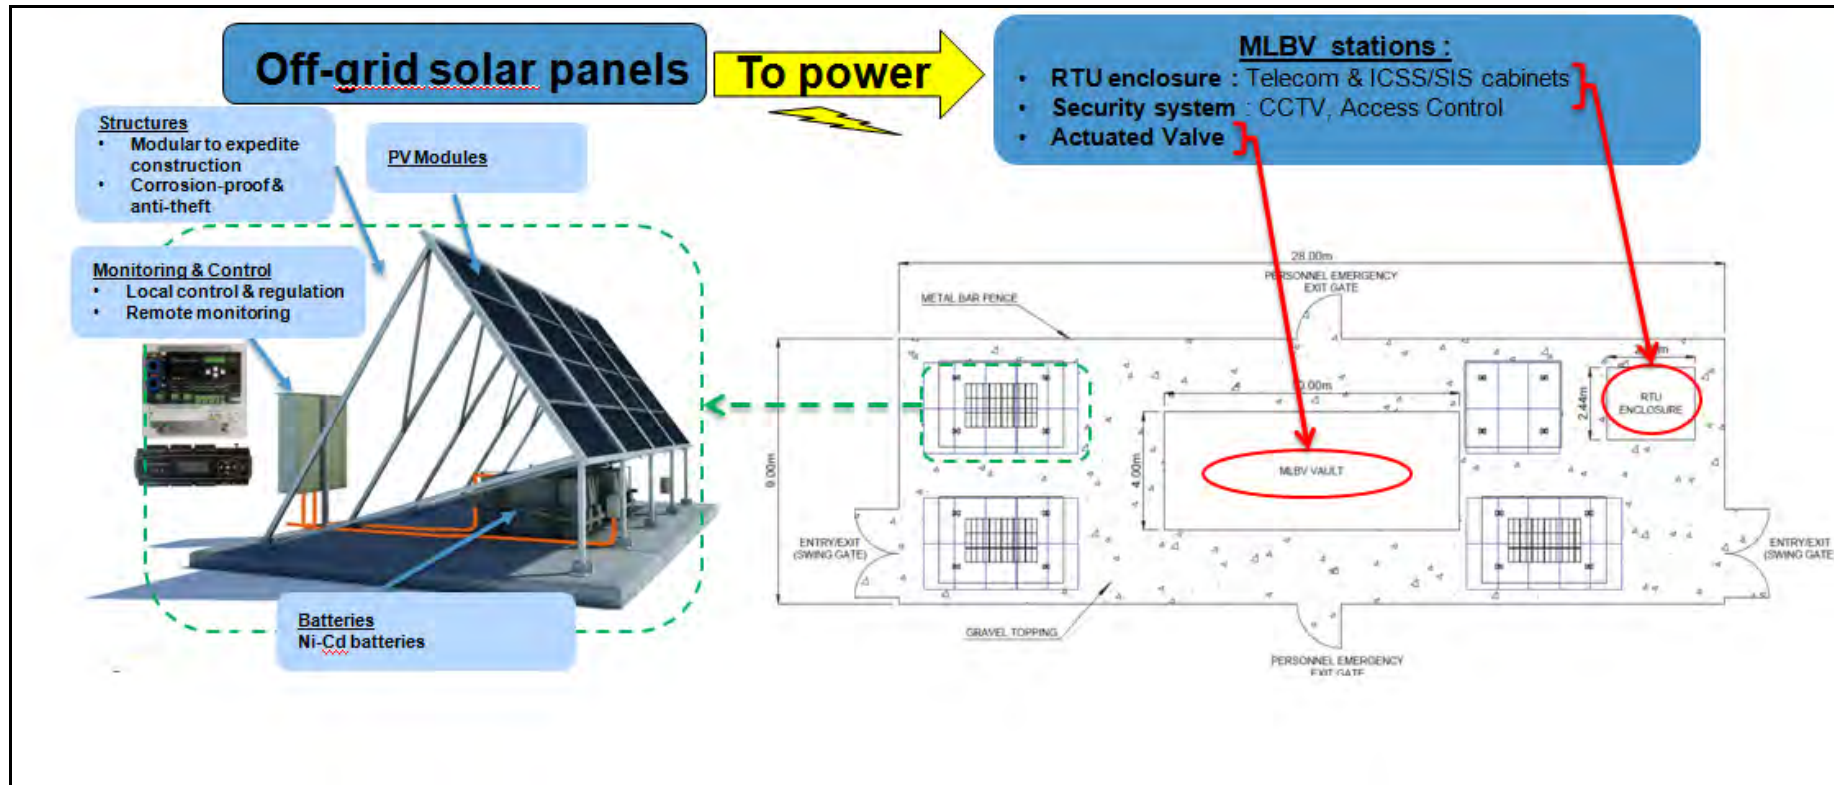 Off-grid solar panels
To power
MLBV stations :
• RTU enclosure : Telecom & ICSS/SIS cabinets
• Security system : CCTV, Access Control
• Actuated Valve
Structures
• Modular to expedite
construction
• Corrosion-proof &
anti-theft
PV Modules
Monitoring & Control
• Local control & regulation
• Remote monitoring
Batteries
Ni-Cd batteries
28.00m
PERSONNEL EMERGENCY
EXIT GATE
METAL BAR FENCE
2.44m
RTU
ENCLOSURE
4.00m
MLBV VAULT
ENTRY/EXIT
(SWING GATE)
ENTRY/EXIT
(SWING GATE
GRAVEL TOPPING
PERSONNEL EMERGENCY
EXIT GATE